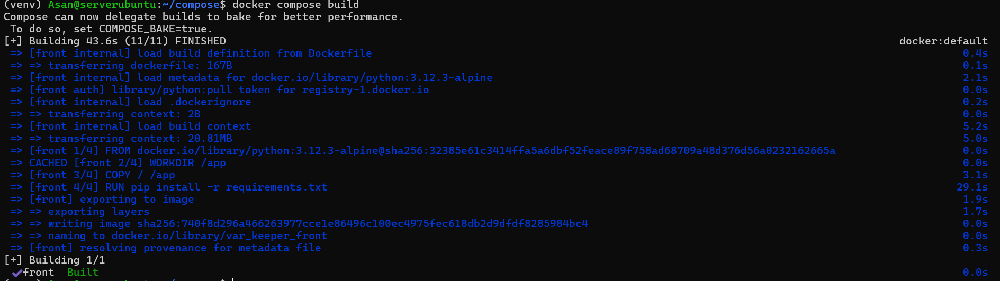 (venv) Asan@serverubuntu:~/compose$ docker compose build
Compose can now delegate builds to bake for better performance.
 To do so, set COMPOSE_BAKE=true.
[+] Building 43.6s (11/11) FINISHED docker:default
 => [front internal] load build definition from Dockerfile 0.4s
 => => transferring dockerfile: 167B 0.1s
 => [front internal] load metadata for docker.io/library/python:3.12.3-alpine 2.1s
 => [front auth] library/python:pull token for registry-1.docker.io 0.0s
 => [front internal] load .dockerignore 0.2s
 => => transferring context: 2B 0.0s
 => [front internal] load build context 5.2s
 => => transferring context: 20.81MB 5.0s
 => [front 1/4] FROM docker.io/library/python:3.12.3-alpine@sha256:32385e61c3414ffa5a6dbf52feace89f758ad68709a48d376d56a0232162665a 0.0s
 => CACHED [front 2/4] WORKDIR /app 0.0s
 => [front 3/4] COPY / /app 3.1s
 => [front 4/4] RUN pip install -r requirements.txt 29.1s
 => [front] exporting to image 1.9s
 => => exporting layers 1.7s
 => => writing image sha256:740f8d296a466263977cce1e86496c100ec4975fec618db2d9dfdf8285984bc4 0.0s
 => => naming to docker.io/library/var_keeper_front 0.0s
 => [front] resolving provenance for metadata file 0.3s
[+] Building 1/1
 ✔front Built 0.0s